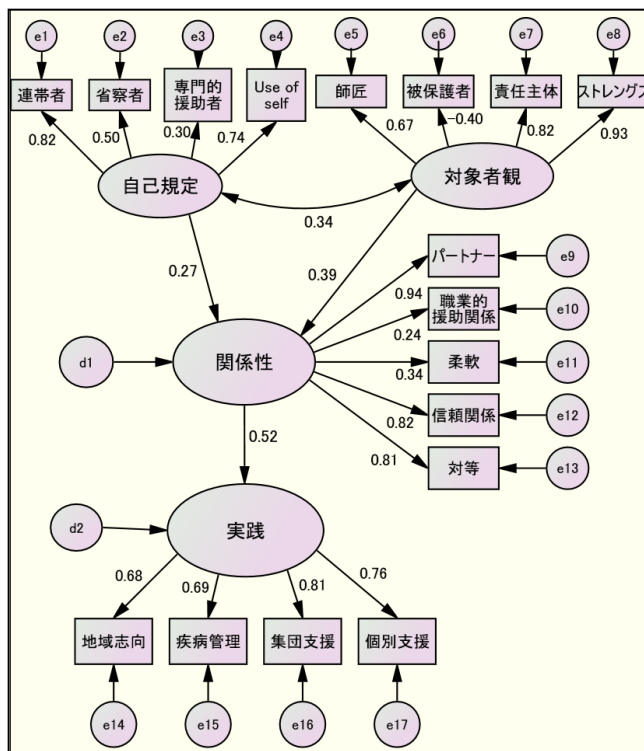 e1
e2
e3
e4
e5
e6
e7
e8
連帯者
省察者
専門的
援助者
Use of
self
師匠
被保護者
責任主体
ストレングス
0.82
0.50
0.30
0.74
0.67
-0.40
0.82
0.93
自己規定
対象者観
0.34
0.27
0.39
パートナー
e9
0.94
職業的
援助関係
e10
0.24
d1
関係性
柔軟
e11
0.34
信頼関係
e12
0.82
0.81
対等
e13
0.52
d2
実践
0.68
0.69
0.81
0.76
地域志向
疾病管理
集団支援
個別支援
e14
e15
e16
e17